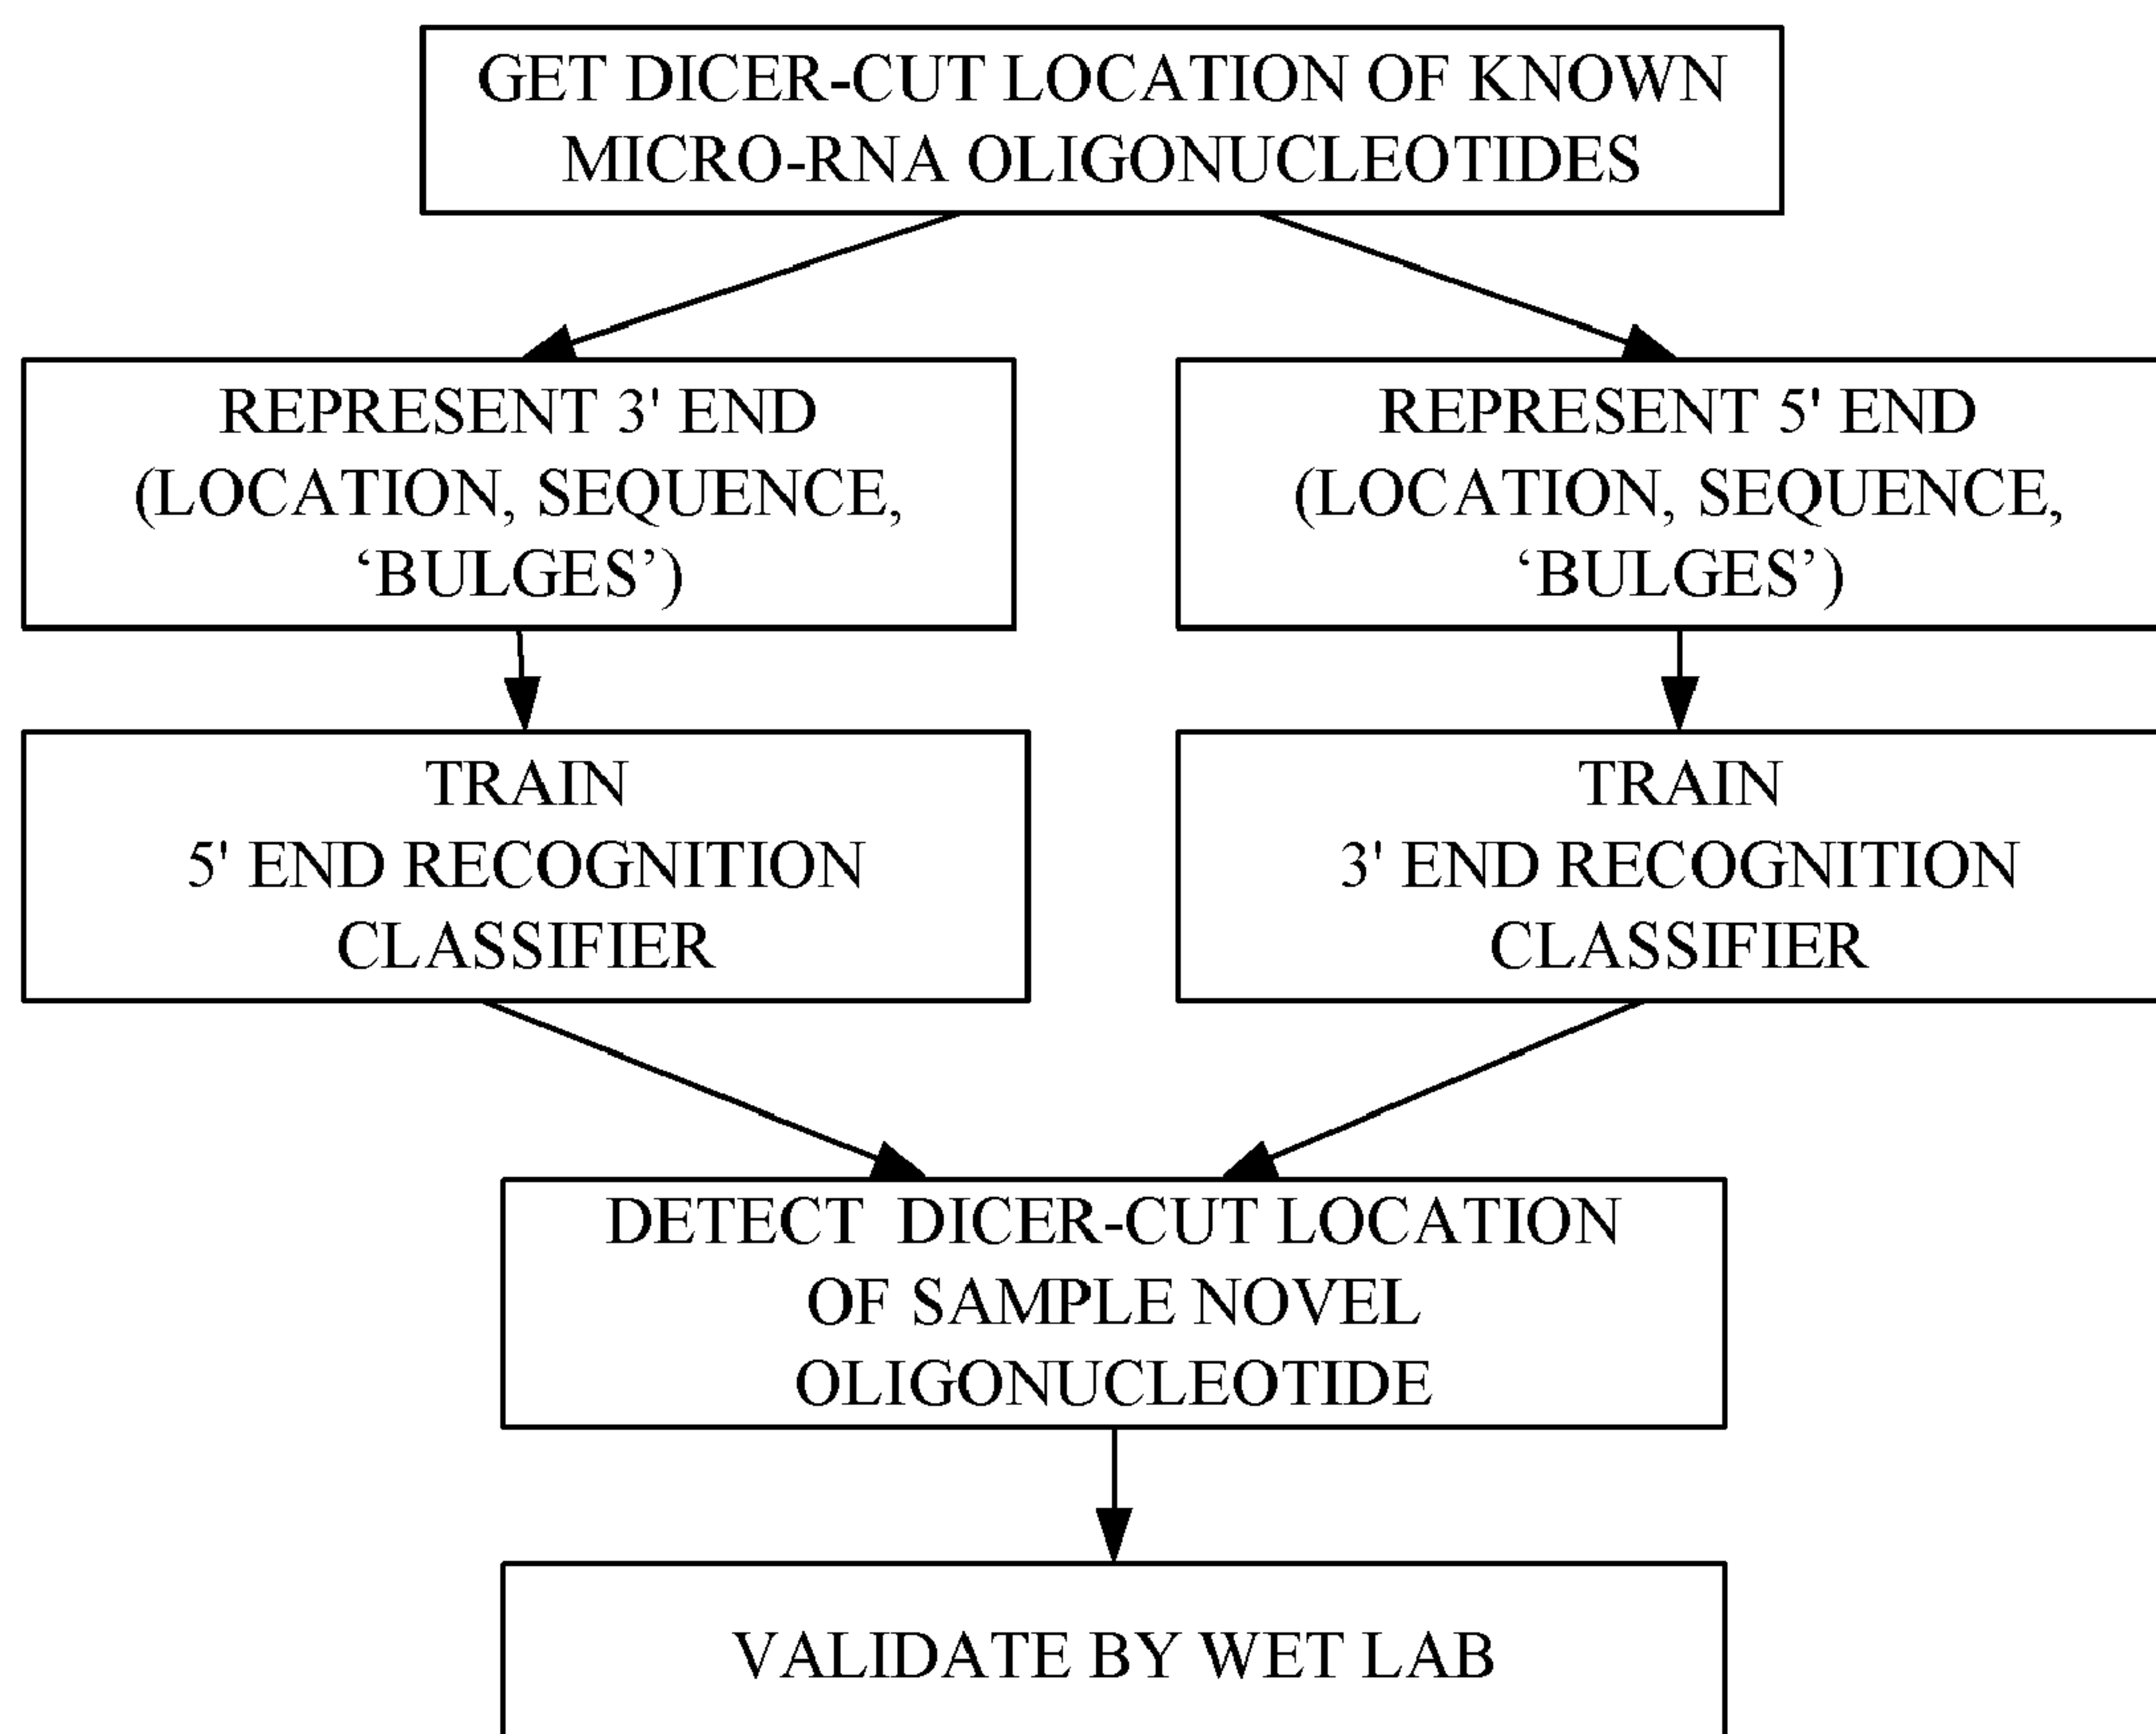 GET DICER-CUT LOCATION OF KNOWN
MICRO-RNA OLIGONUCLEOTIDES
REPRESENT 3' END
(LOCATION, SEQUENCE,
‘BULGES’)
REPRESENT 5' END
(LOCATION, SEQUENCE,
‘BULGES’)
TRAIN
5' END RECOGNITION
CLASSIFIER
TRAIN
3' END RECOGNITION
CLASSIFIER
DETECT DICER-CUT LOCATION
OF SAMPLE NOVEL
OLIGONUCLEOTIDE
VALIDATE BY WET LAB